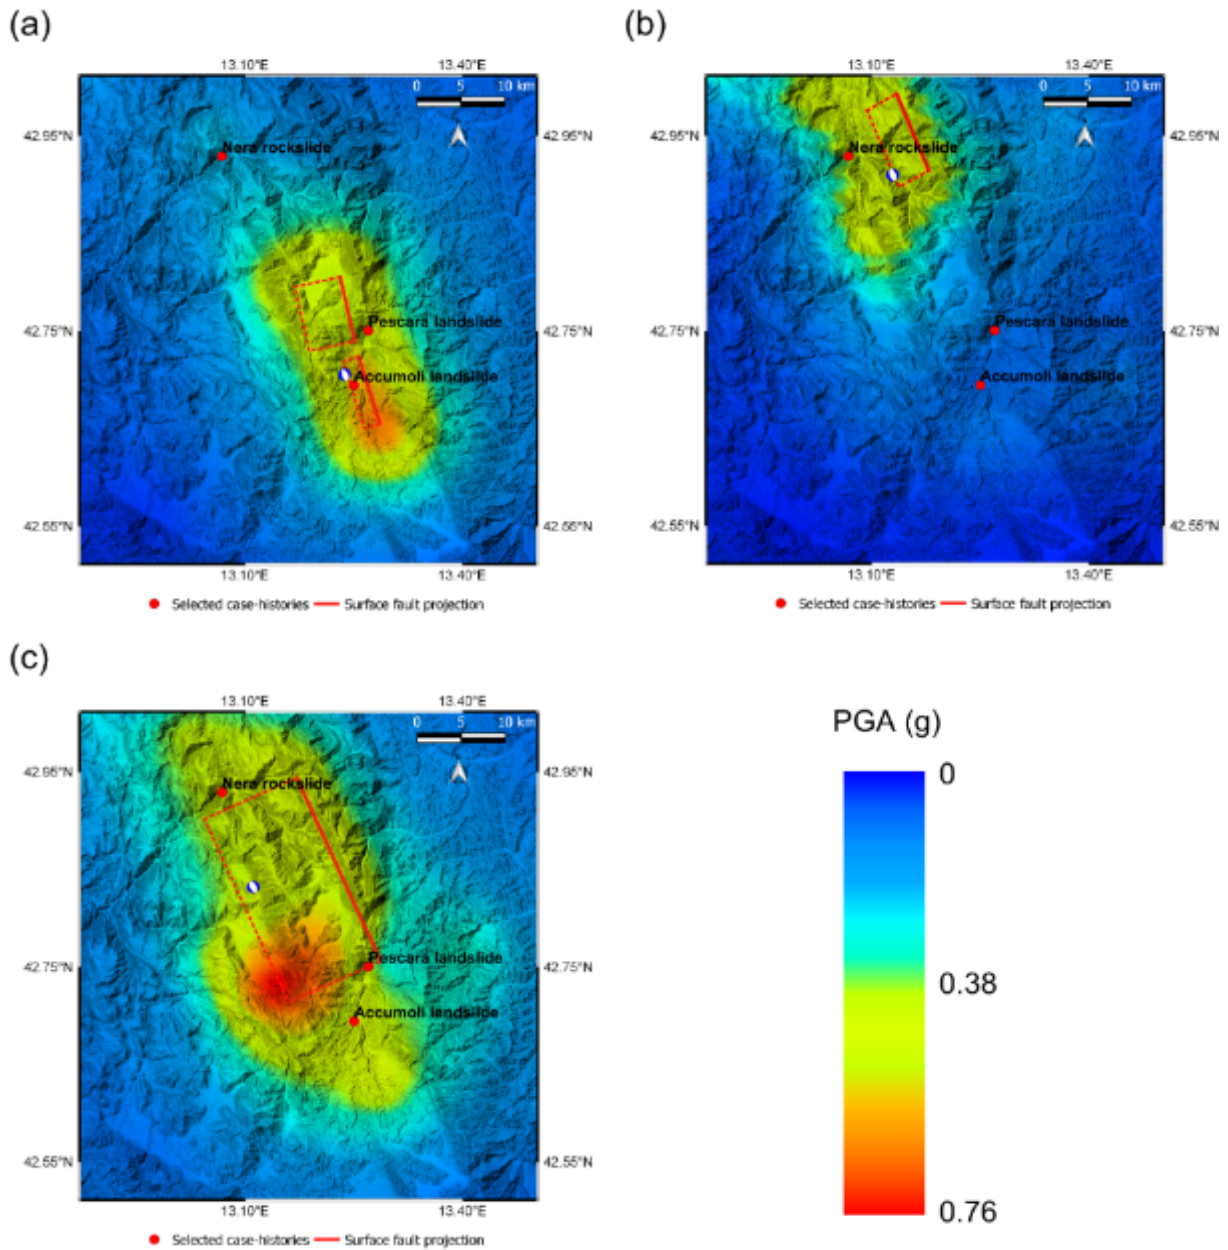 (a)
13.10°E 13.40°E
0 5 10 km
42.95°N 42.95°N
Nera rockslide
42.75°N 42.75°N
Pescara landslide
Accumoli landslide
42.55°N 42.55°N
13.10°E 13.40°E
Selected case-histories Surface fault projection
(b)
13.10°E 13.40°E
0 5 10 km
42.95°N 42.95°N
Nera rockslide
42.75°N 42.75°N
Pescara landslide
Accumoli landslide
42.55°N 42.55°N
13.10°E 13.40°E
Selected case-histories Surface fault projection
(c)
13.10°E 13.40°E
0 5 10 km
42.95°N 42.95°N
Nera rockslide
42.75°N 42.75°N
Pescara landslide
Accumoli landslide
42.55°N 42.55°N
13.10°E 13.40°E
Selected case-histories Surface fault projection
PGA (g)
0
0.38
0.76